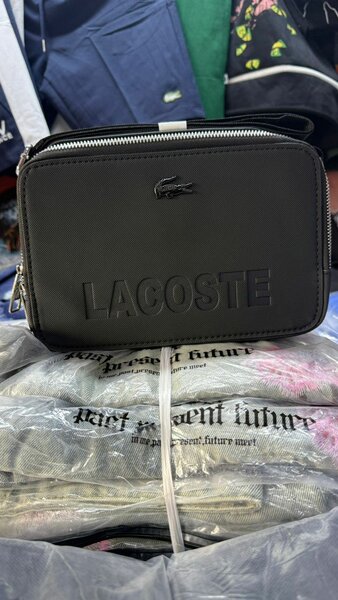 LACOSTE
past present future
in me, past, present, future meet
past present future
in me, past, present, future meet